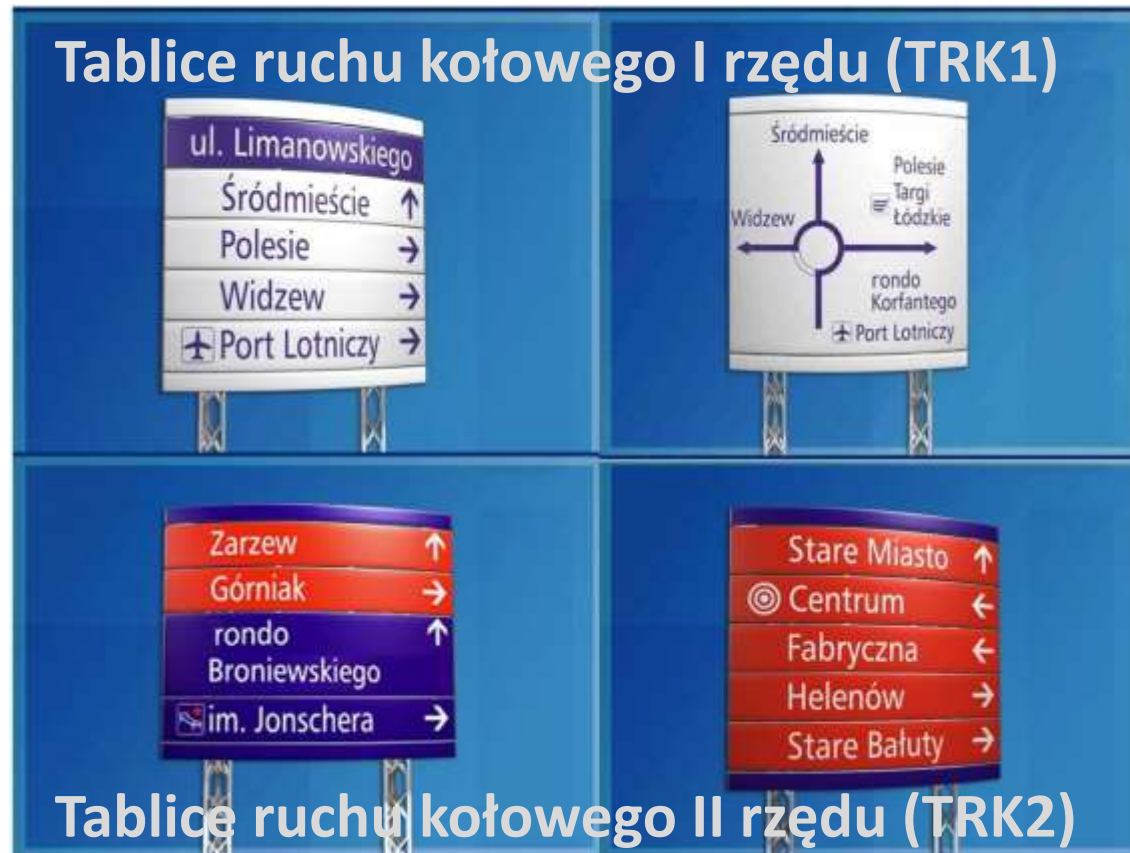 Tablice ruchu kołowego I rzędu (TRK1)
ul. Limanowskiego
Śródmieście
Polesie
Widzew
Port Lotniczy
Śródmieście
Polesie
Targi
Łódzkie
Widzew
rondo
Korfantego
Port Lotniczy
Zarzew
Górniak
rondo
Broniewskiego
im. Jonschera
Stare Miasto
Centrum
Fabryczna
Helenów
Stare Bałuty
Tablice ruchu kołowego II rzędu (TRK2)